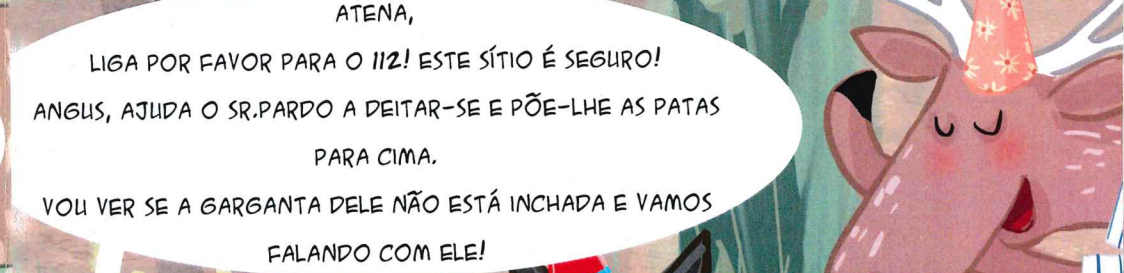 ATENA,
LIGA POR FAVOR PARA O 112! ESTE SÍTIO É SEGURO!
ANGUS, AJUDA O SR.PARDO A DEITAR-SE E PÕE-LHE AS PATAS
PARA CIMA.
VOU VER SE A GARGANTA DELE NÃO ESTÁ INCHADA E VAMOS
FALANDO COM ELE!